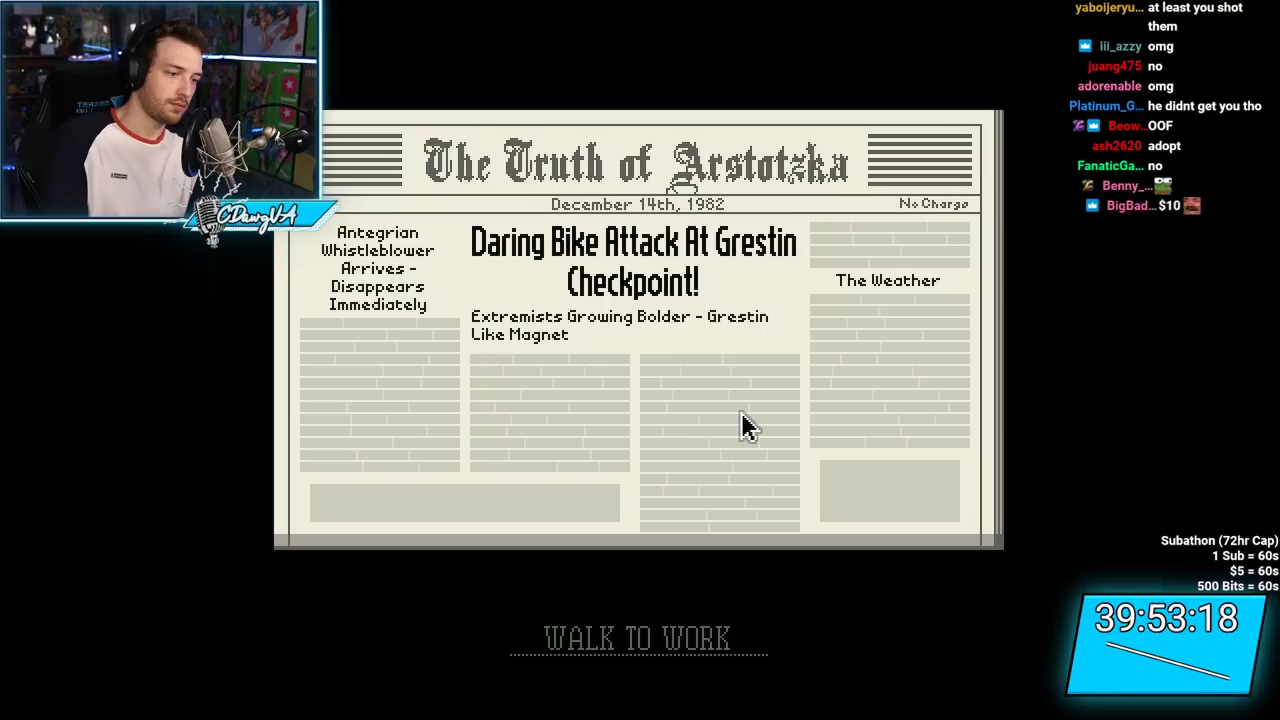 CDawgVA
The Truth of Arstotzka
December 14th, 1982
No Charge
Antegrian
Whistleblower
Arrives -
Disappears
Immediately
Daring Bike Attack At Grestin
Checkpoint!
Extremists Growing Bolder - Grestin
Like Magnet
The Weather
WALK TO WORK
yaboijeryu... at least you shot
them
iii_azzy omg
juang475 no
adorenable omg
Platinum_G... he didnt get you tho
Beow... OOF
ash2620 adopt
FanaticGa... no
Benny_...
BigBad... $10
Subathon (72hr Cap)
1 Sub = 60s
$5 = 60s
500 Bits = 60s
39:53:18